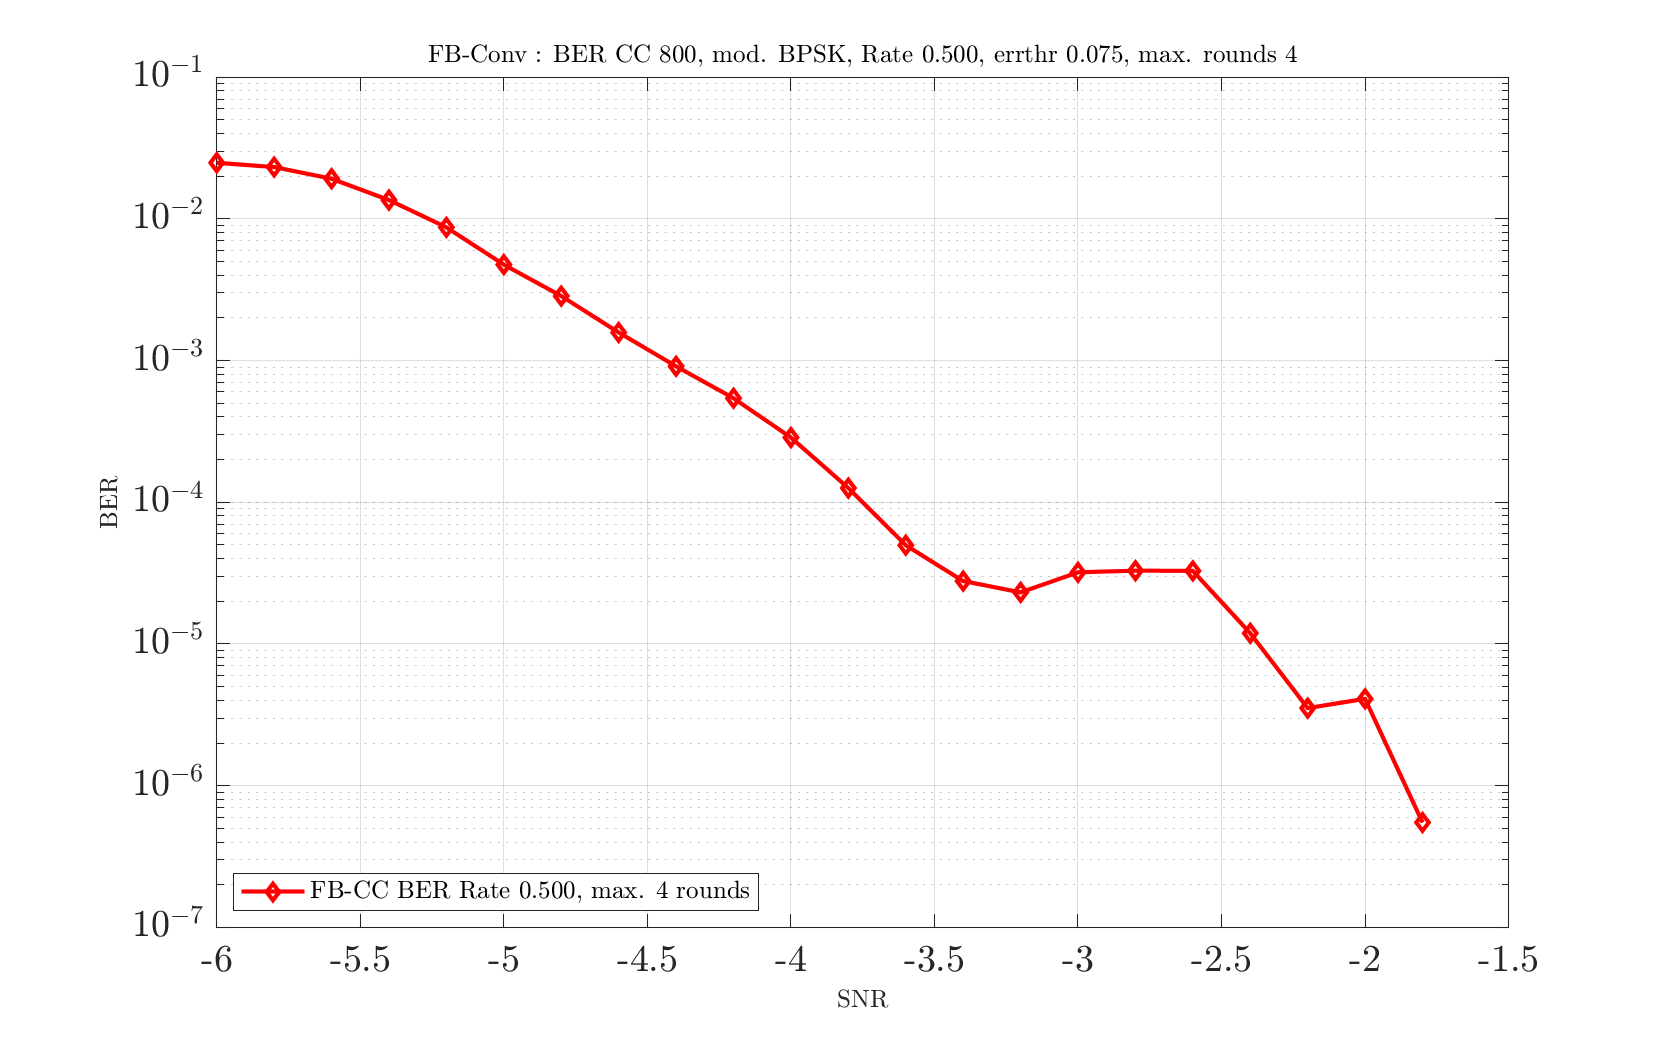 FB-Conv : BER CC 800, mod. BPSK, Rate 0.500, errthr 0.075, max. rounds 4
10^{-1}
10^{-2}
10^{-3}
10^{-4}
10^{-5}
10^{-6}
10^{-7}
BER
FB-CC BER Rate 0.500, max. 4 rounds
-6 -5.5 -5 -4.5 -4 -3.5 -3 -2.5 -2 -1.5
SNR